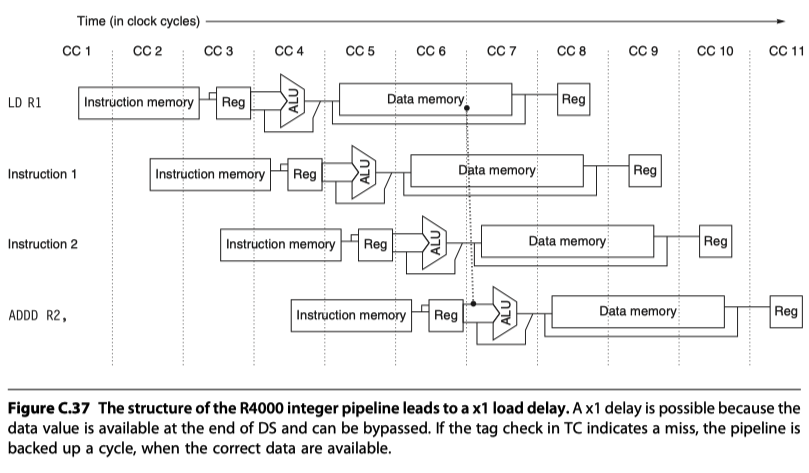 Time (in clock cycles)
CC 1 CC 2 CC 3 CC 4 CC 5 CC 6 CC 7 CC 8 CC 9 CC 10 CC 11
LD R1 Instruction memory Reg ALU Data memory Reg
Instruction 1 Instruction memory Reg ALU Data memory Reg
Instruction 2 Instruction memory Reg ALU Data memory Reg
ADDD R2, Instruction memory Reg ALU Data memory Reg
Figure C.37 The structure of the R4000 integer pipeline leads to a x1 load delay. A x1 delay is possible because the
data value is available at the end of DS and can be bypassed. If the tag check in TC indicates a miss, the pipeline is
backed up a cycle, when the correct data are available.